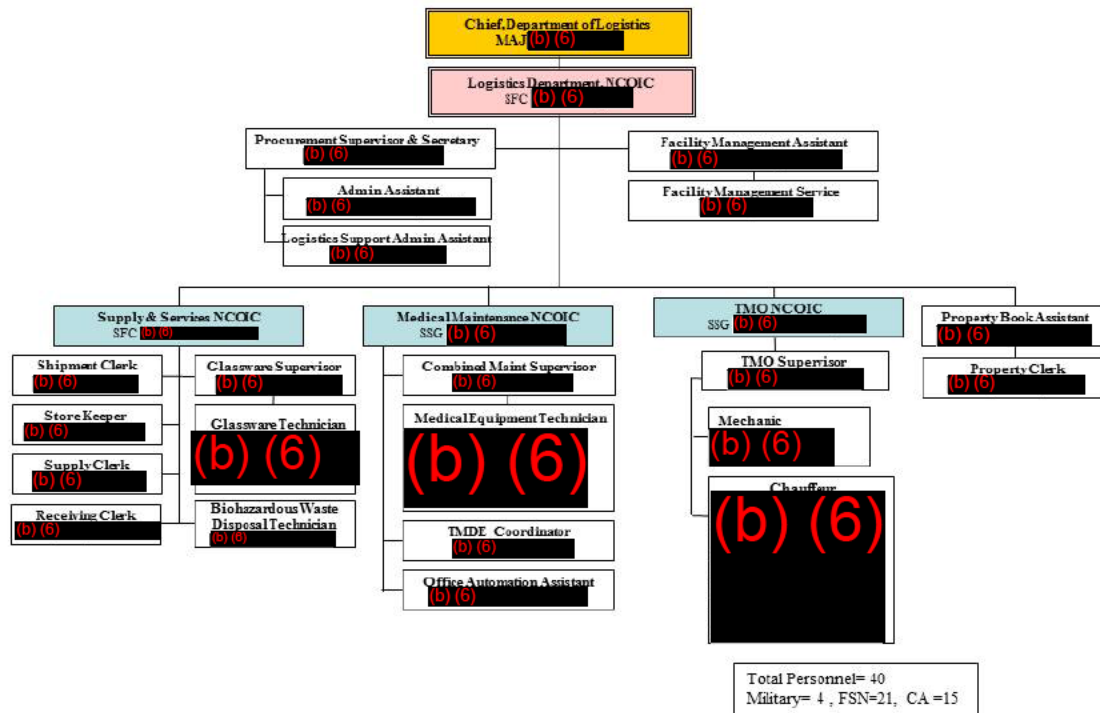 Chief, Department of Logistics
MAJ (b) (6)
Logistics Department-NCOIC
SFC (b) (6)
Procurement Supervisor & Secretary
(b) (6)
Facility Management Assistant
(b) (6)
Admin Assistant
(b) (6)
Facility Management Service
(b) (6)
Logistics Support Admin Assistant
(b) (6)
Supply & Services NCOIC
SFC (b) (6)
Medical Maintenance NCOIC
SSG (b) (6)
TMO NCOIC
SSG (b) (6)
Property Book Assistant
(b) (6)
Shipment Clerk
(b) (6)
Glassware Supervisor
(b) (6)
Combined Maint Supervisor
(b) (6)
TMO Supervisor
(b) (6)
Property Clerk
(b) (6)
Store Keeper
(b) (6)
Glassware Technician
(b) (6)
Medical Equipment Technician
(b) (6)
Mechanic
(b) (6)
Supply Clerk
(b) (6)
Chauffeur
(b) (6)
Receiving Clerk
(b) (6)
Biohazardous Waste
Disposal Technician
(b) (6)
TMDE Coordinator
(b) (6)
Office Automation Assistant
(b) (6)
Total Personnel= 40
Military= 4 , FSN=21, CA =15